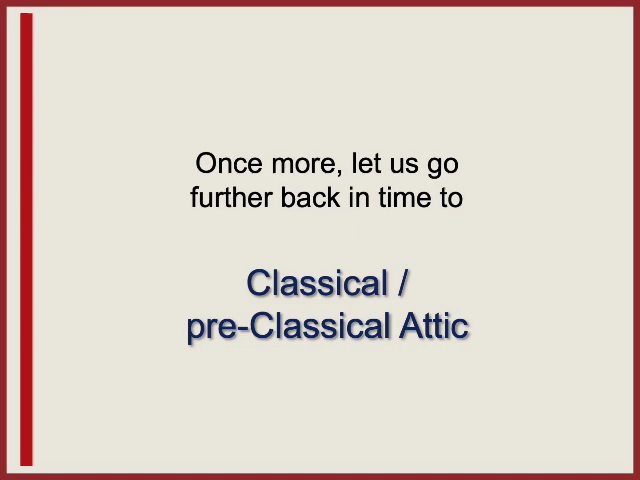 Once more, let us go
further back in time to
Classical /
pre-Classical Attic